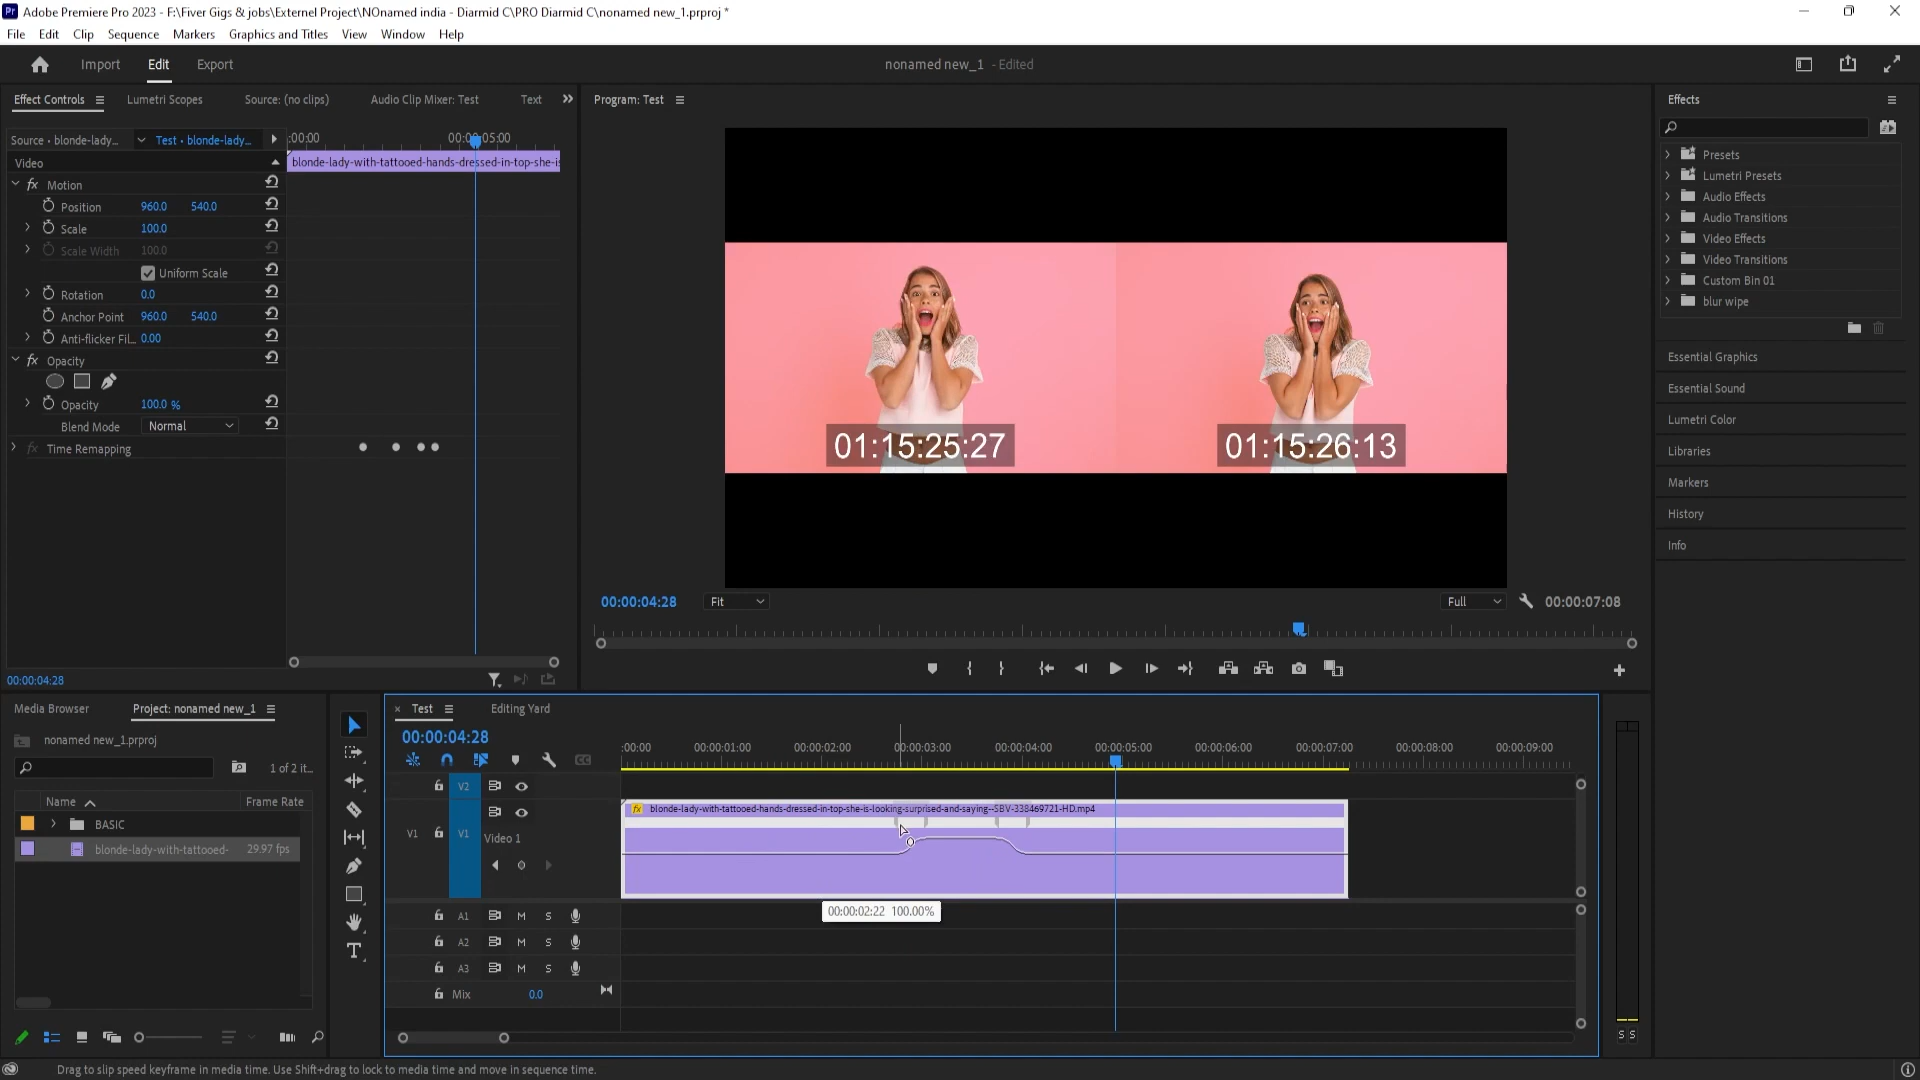 Pr Adobe Premiere Pro 2023 - F:\Fiver Gigs & jobs\Externel Project\NOnamed india - Diarmid C\PRO Diarmid C\nonamed new_1.prproj *
File Edit Clip Sequence Markers Graphics and Titles View Window Help
Import Edit Export
nonamed new_1 - Edited
Effect Controls Lumetri Scopes Source: (no clips) Audio Clip Mixer: Test Text
Source • blonde-lady... Test • blonde-lady...
:00:00 00:00:05:00
Video
blonde-lady-with-tattooed-hands-dressed-in-top-she-is
fx Motion
Position 960.0 540.0
Scale 100.0
Scale Width 100.0
Uniform Scale
Rotation 0.0
Anchor Point 960.0 540.0
Anti-flicker Fil... 0.00
fx Opacity
Opacity 100.0 %
Blend Mode Normal
fx Time Remapping
00:00:04:28
Program: Test
01:15:25:27
01:15:26:13
00:00:04:28 Fit Full 00:00:07:08
Effects
Presets
Lumetri Presets
Audio Effects
Audio Transitions
Video Effects
Video Transitions
Custom Bin 01
blur wipe
Essential Graphics
Essential Sound
Lumetri Color
Libraries
Markers
History
Info
Media Browser Project: nonamed new_1
nonamed new_1.prproj
1 of 2 it...
Name Frame Rate
BASIC
blonde-lady-with-tattooed- 29.97 fps
× Test Editing Yard
00:00:04:28
:00:00 00:00:01:00 00:00:02:00 00:00:03:00 00:00:04:00 00:00:05:00 00:00:06:00 00:00:07:00 00:00:08:00 00:00:09:00
CC
V2
fx blonde-lady-with-tattooed-hands-dressed-in-top-she-is-looking-surprised-and-saying--SBV-338469721-HD.mp4
V1 V1 Video 1
00:00:02:22 100.00%
A1 M S
A2 M S
A3 M S
Mix 0.0
S S
Drag to slip speed keyframe in media time. Use Shift+drag to lock to media time and move in sequence time.